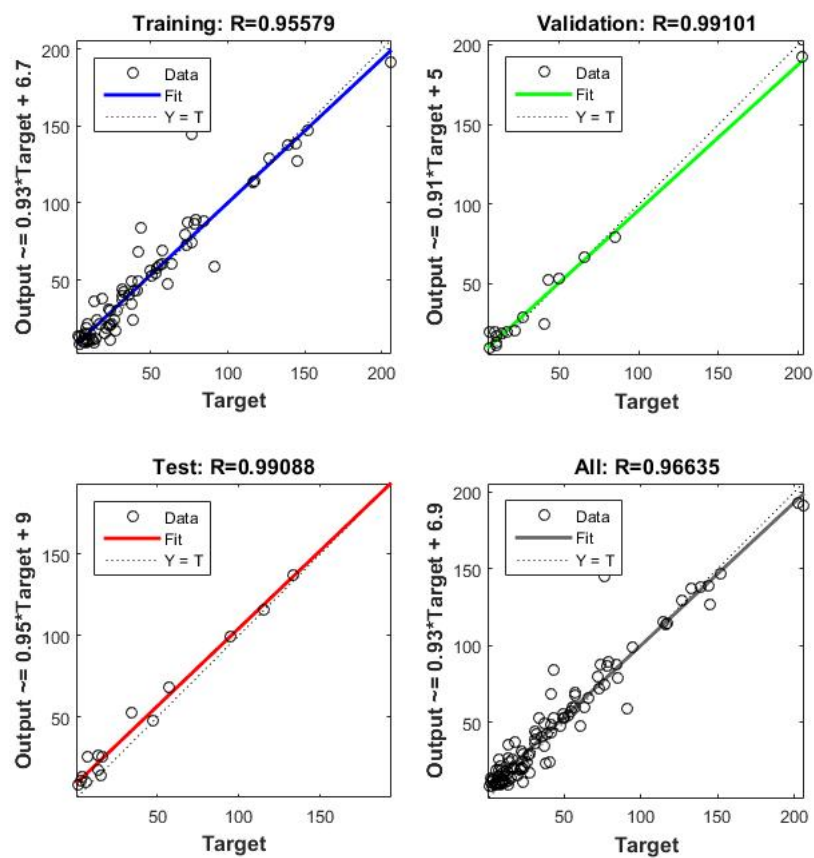 Training: R=0.95579
Output ~= 0.93*Target + 6.7
200
150
100
50
Data
Fit
Y = T
50
100
150
200
Target
Validation: R=0.99101
Output ~= 0.91*Target + 5
200
150
100
50
Data
Fit
Y = T
50
100
150
200
Target
Test: R=0.99088
Output ~= 0.95*Target + 9
150
100
50
Data
Fit
Y = T
50
100
150
Target
All: R=0.96635
Output ~= 0.93*Target + 6.9
200
150
100
50
Data
Fit
Y = T
50
100
150
200
Target